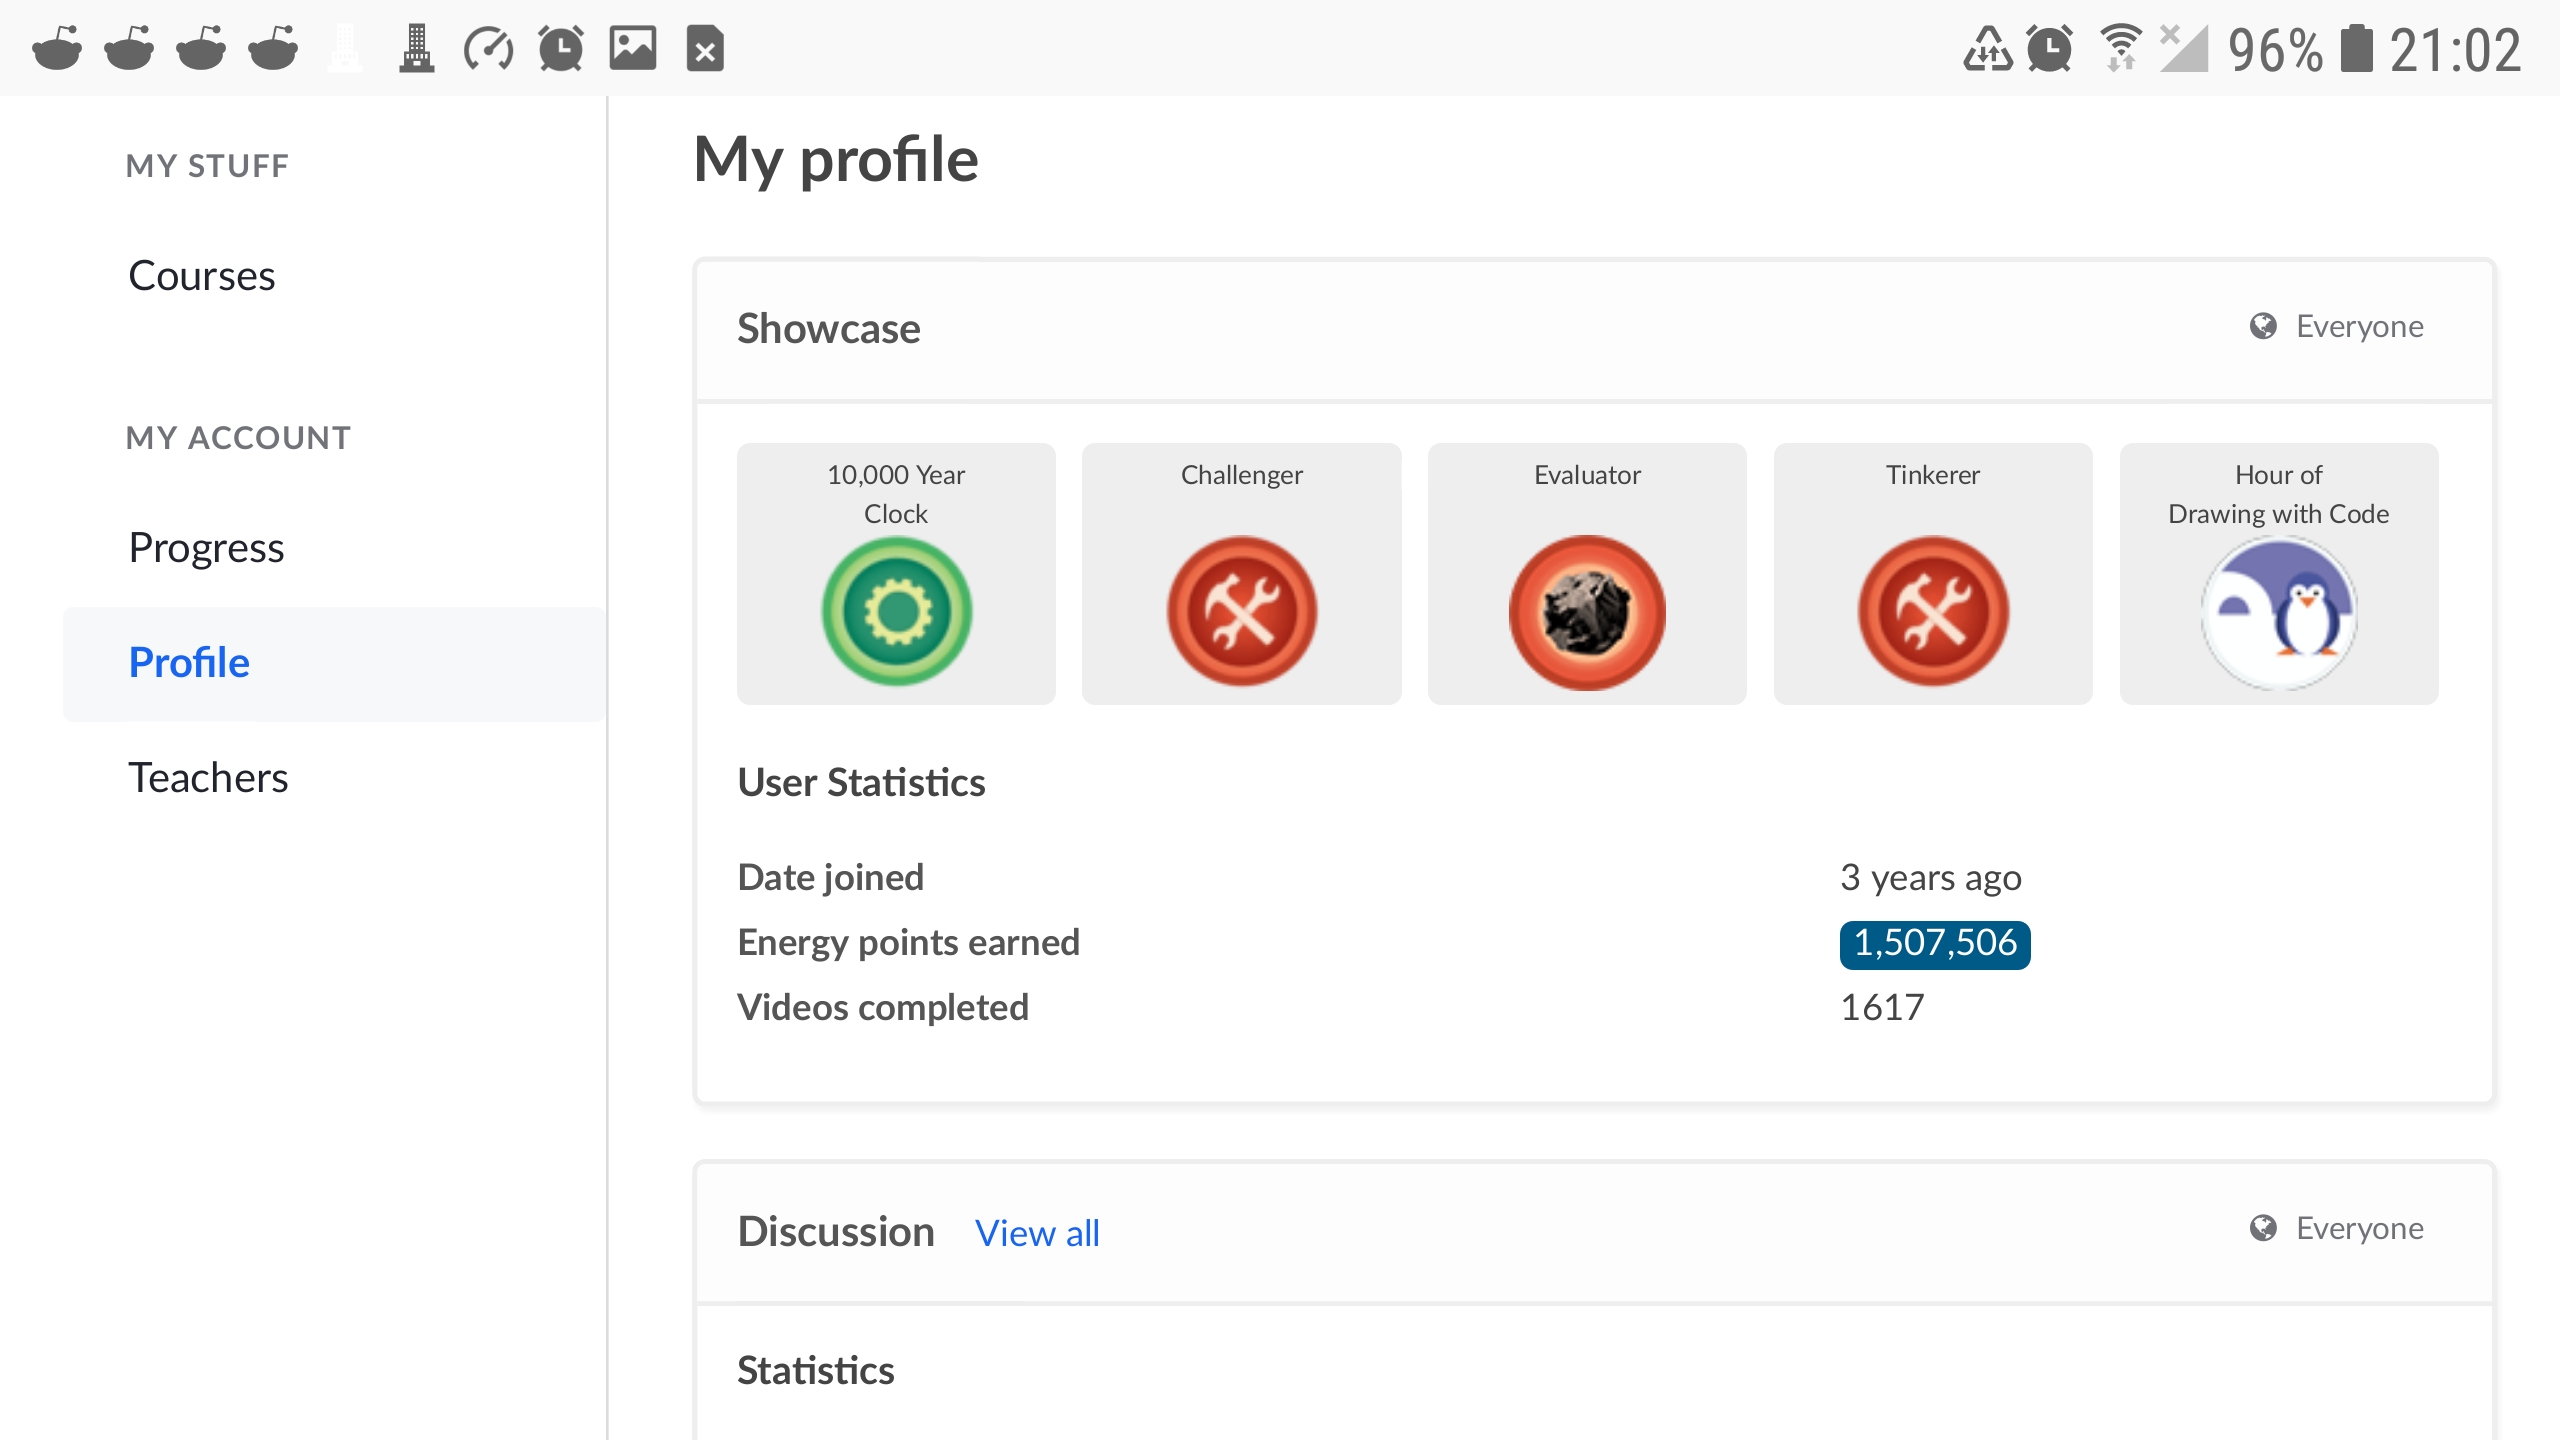 96% 21:02
MY STUFF
Courses
MY ACCOUNT
Progress
Profile
Teachers
My profile
Showcase
Everyone
10,000 Year
Clock
Challenger
Evaluator
Tinkerer
Hour of
Drawing with Code
User Statistics
Date joined 3 years ago
Energy points earned 1,507,506
Videos completed 1617
Discussion View all
Everyone
Statistics